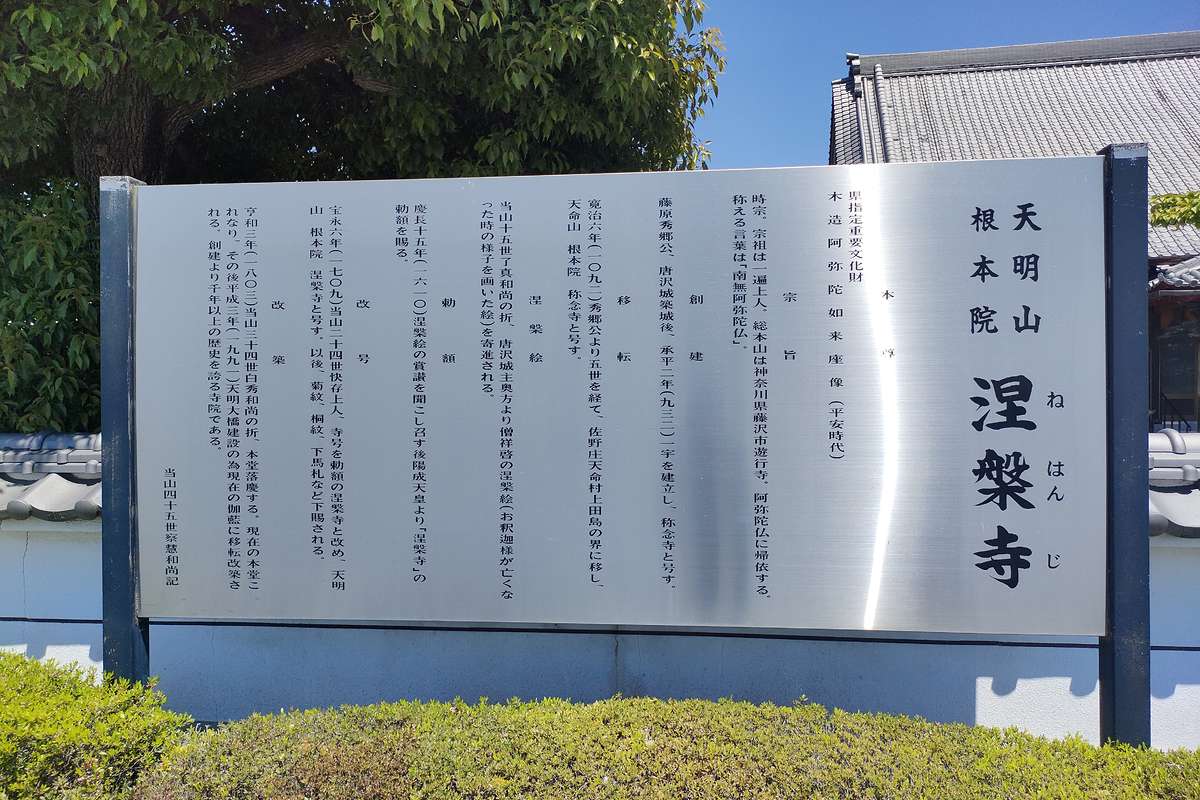 天明山
根本院
涅槃寺
ねはんじ
本尊
県指定重要文化財
木造阿弥陀如来座像(平安時代)
宗旨
時宗、宗祖は一遍上人、総本山は神奈川県藤沢市遊行寺、阿弥陀仏に帰依する。
称える言葉は「南無阿弥陀仏」。
創建
藤原秀郷公、唐沢城築城後、承平二年(九三二)一宇を建立し、称念寺と号す。
移転
寛治六年(一〇九二)秀郷公より五世を経て、佐野庄天命村上田島の界に移し、
天命山 根本院 称念寺と号す。
涅槃絵
当山十五世了真和尚の折、唐沢城主奥方より僧祥啓の涅槃絵(お釈迦様が亡くな
った時の様子を画いた絵)を寄進される。
勅額
慶長十五年(一六一〇)涅槃絵の賞讃を聞こし召す後陽成天皇より「涅槃寺」の
勅額を賜る。
改号
宝永六年(一七〇九)当山二十四世快存上人、寺号を勅額の涅槃寺と改め、天明
山 根本院 涅槃寺と号す。以後、菊紋、桐紋、下馬札など下賜される。
改築
享和三年(一八〇三)当山三十四世白秀和尚の折、本堂落慶する。現在の本堂こ
れなり。その後平成三年(一九九一)天明大橋建設の為現在の伽藍に移転改築さ
れる。創建より千年以上の歴史を誇る寺院である。
当山四十五世察慧和尚記